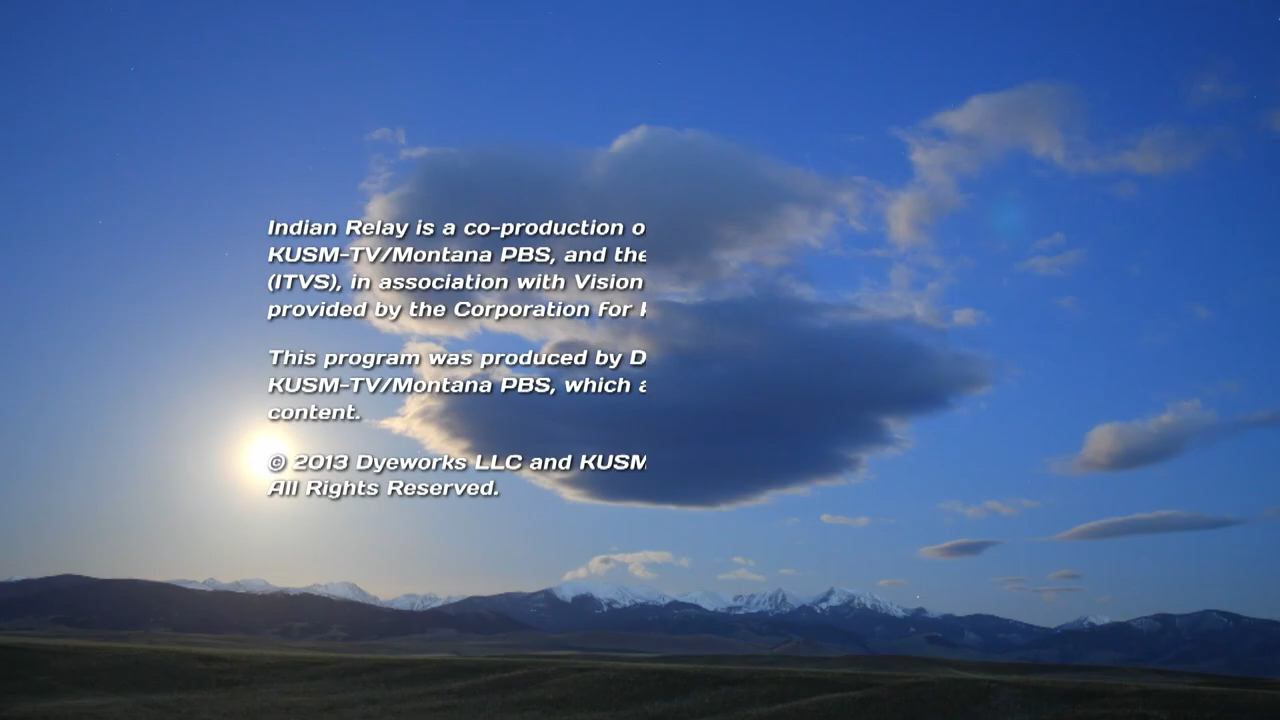 Indian Relay is a co-production o
KUSM-TV/Montana PBS, and the
(ITVS), in association with Vision
provided by the Corporation for
This program was produced by D
KUSM-TV/Montana PBS, which a
content.
© 2013 Dyeworks LLC and KUSM
All Rights Reserved.